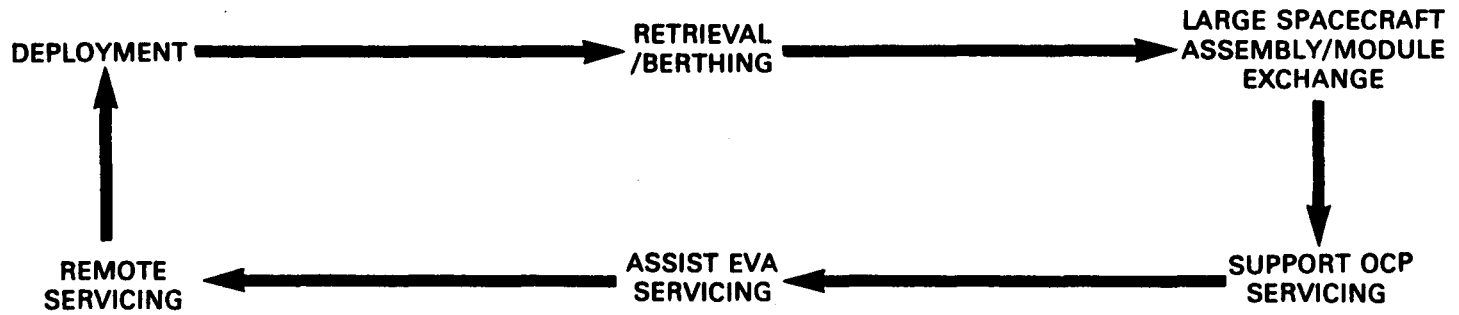 DEPLOYMENT
RETRIEVAL
/BERTHING
LARGE SPACECRAFT
ASSEMBLY/MODULE
EXCHANGE
SUPPORT OCP
SERVICING
ASSIST EVA
SERVICING
REMOTE
SERVICING